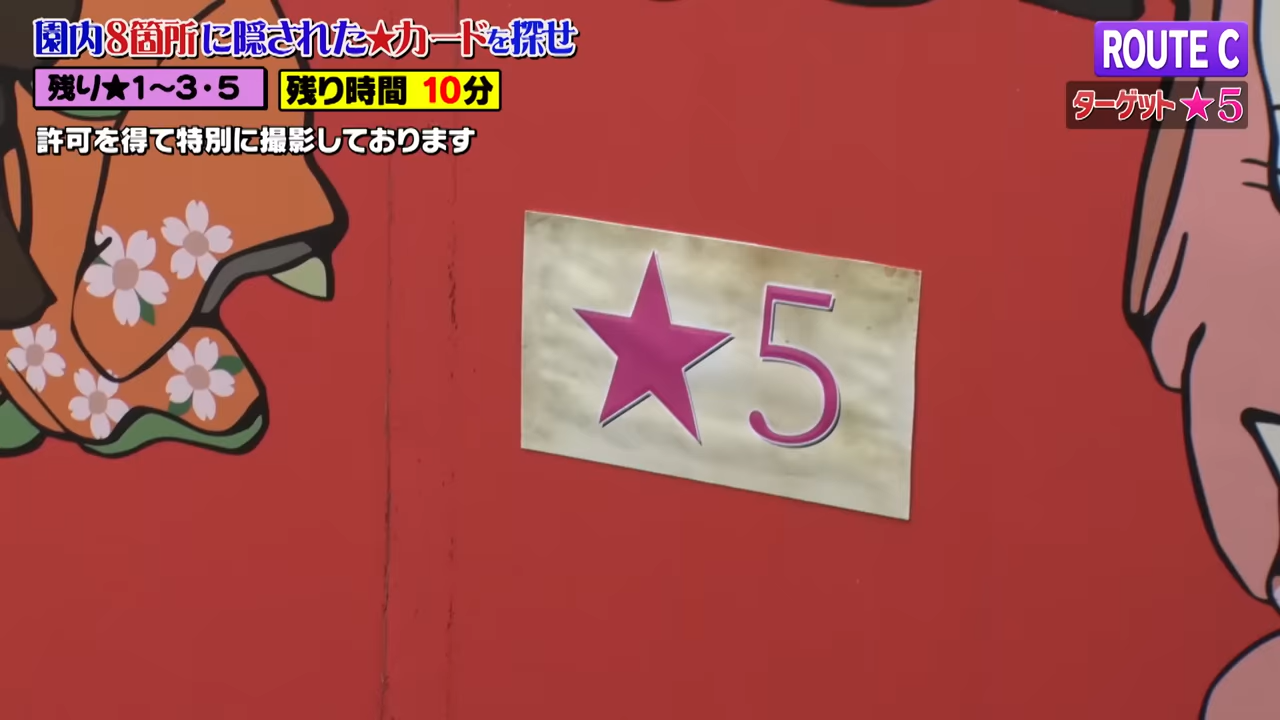 園内8箇所に隠された★カードを探せ
残り★1～3・5
残り時間 10分
許可を得て特別に撮影しております
ROUTE C
ターゲット★5
★5